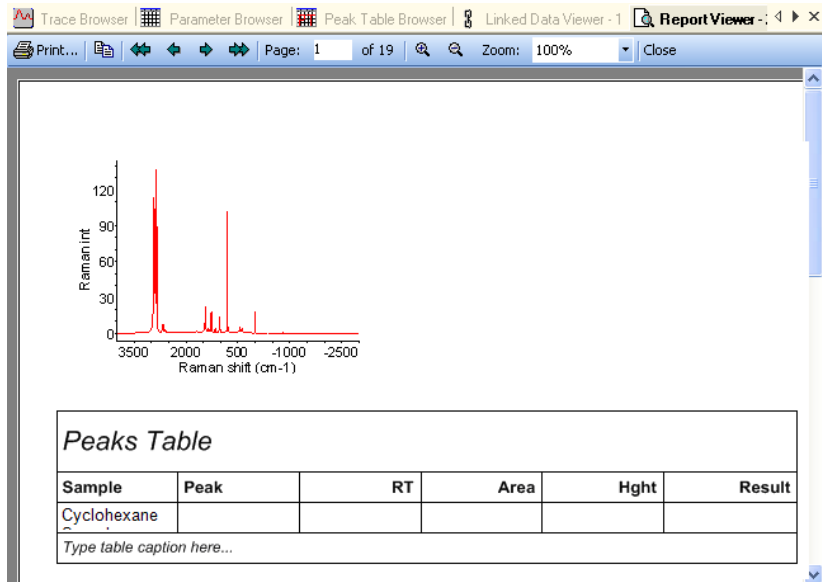 Trace Browser Parameter Browser Peak Table Browser Linked Data Viewer - 1 Report Viewer -
Print... Page: 1 of 19 Zoom: 100% Close
120
90
60
30
0
Raman int
3500 2000 500 -1000 -2500
Raman shift (cm-1)
Peaks Table
Sample Peak RT Area Hght Result
Cyclohexane
Type table caption here...